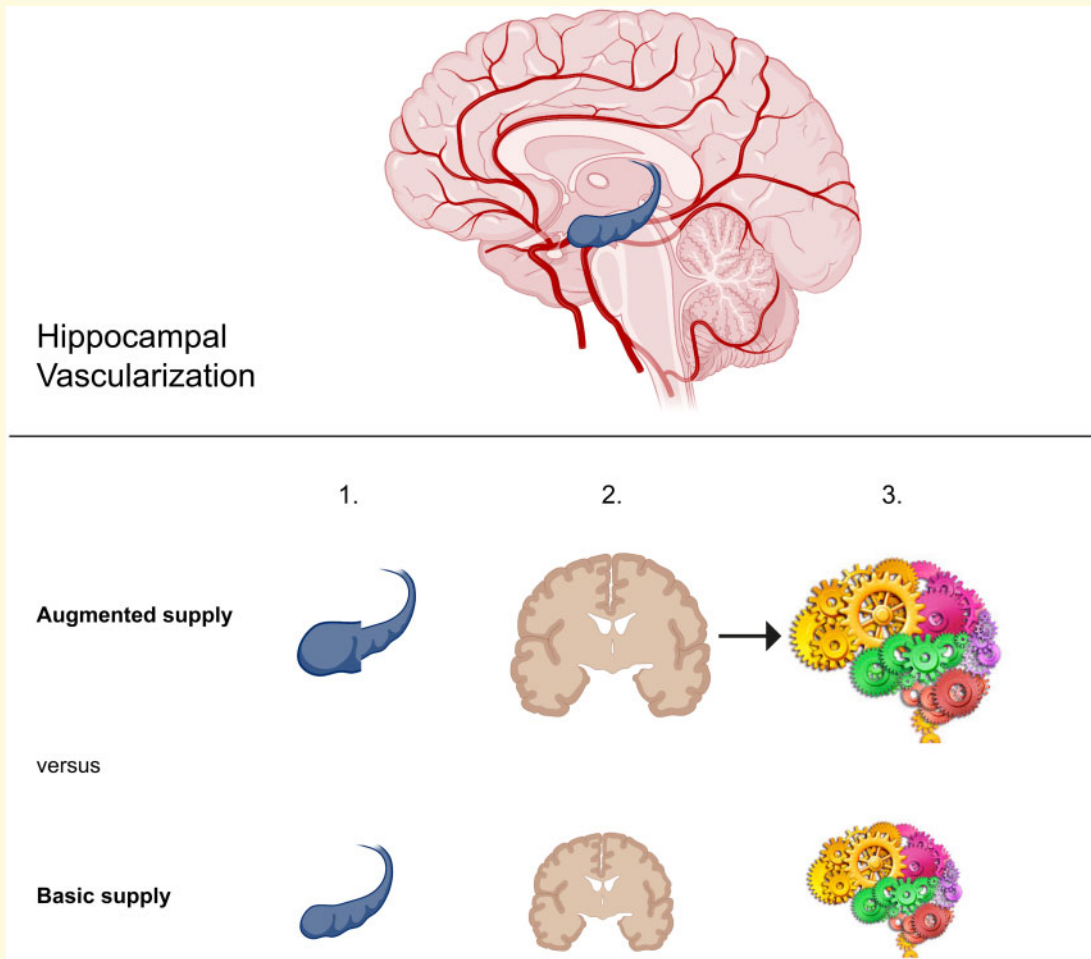 Hippocampal
Vascularization
1. 2. 3.
Augmented supply
versus
Basic supply